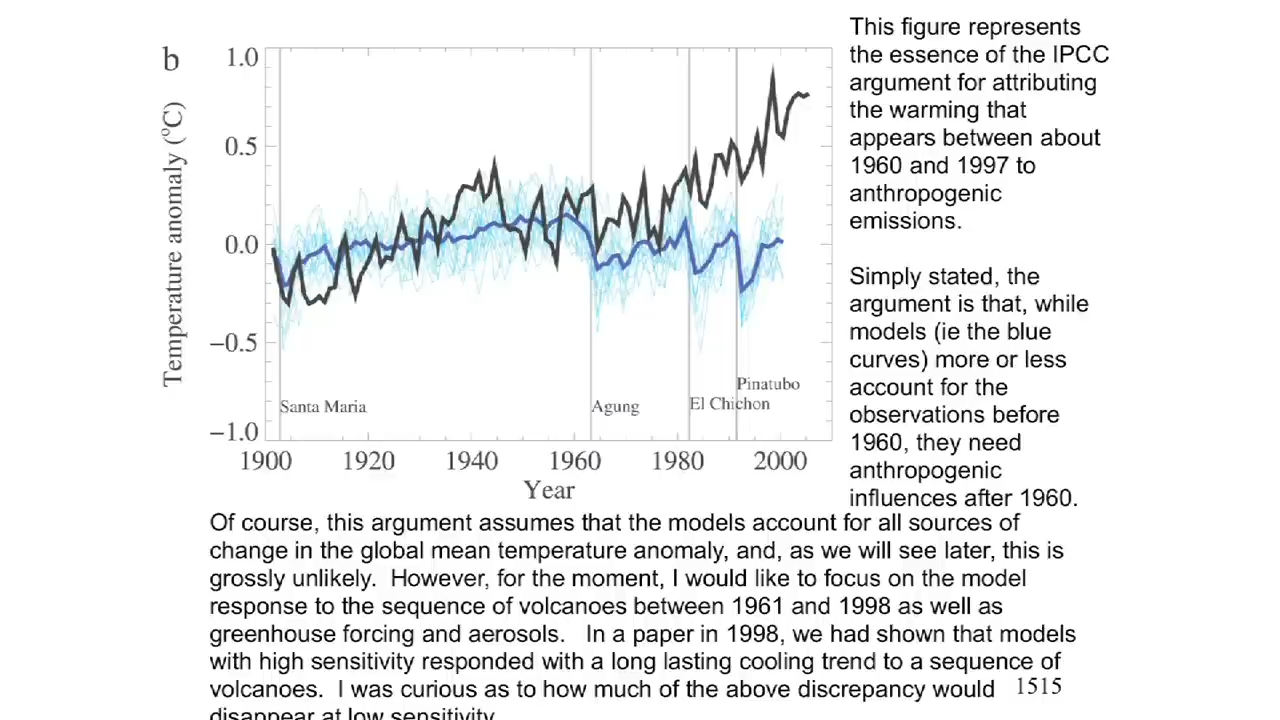 b
1.0
0.5
0.0
−0.5
−1.0
Temperature anomaly (°C)
Santa Maria
Agung
El Chichon
Pinatubo
1900 1920 1940 1960 1980 2000
Year
This figure represents
the essence of the IPCC
argument for attributing
the warming that
appears between about
1960 and 1997 to
anthropogenic
emissions.
Simply stated, the
argument is that, while
models (ie the blue
curves) more or less
account for the
observations before
1960, they need
anthropogenic
influences after 1960.
Of course, this argument assumes that the models account for all sources of
change in the global mean temperature anomaly, and, as we will see later, this is
grossly unlikely. However, for the moment, I would like to focus on the model
response to the sequence of volcanoes between 1961 and 1998 as well as
greenhouse forcing and aerosols. In a paper in 1998, we had shown that models
with high sensitivity responded with a long lasting cooling trend to a sequence of
volcanoes. I was curious as to how much of the above discrepancy would
disappear at low sensitivity.
1515